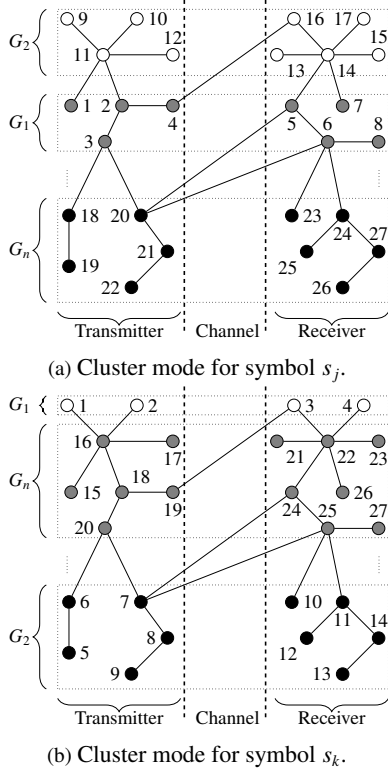 9 10 16 17
G2
11 12 13 14 15
G1
1 2 4 5 7
3 6 8
Gn
18 20 23 24 27
19 21 25
22 26
Transmitter Channel Receiver
(a) Cluster mode for symbol sj.
G1
1 2 3 4
Gn
16 17 21 22 23
15 18 19 24 26
20 25 27
G2
6 7 10 11 14
5 8 12
9 13
Transmitter Channel Receiver
(b) Cluster mode for symbol sk.